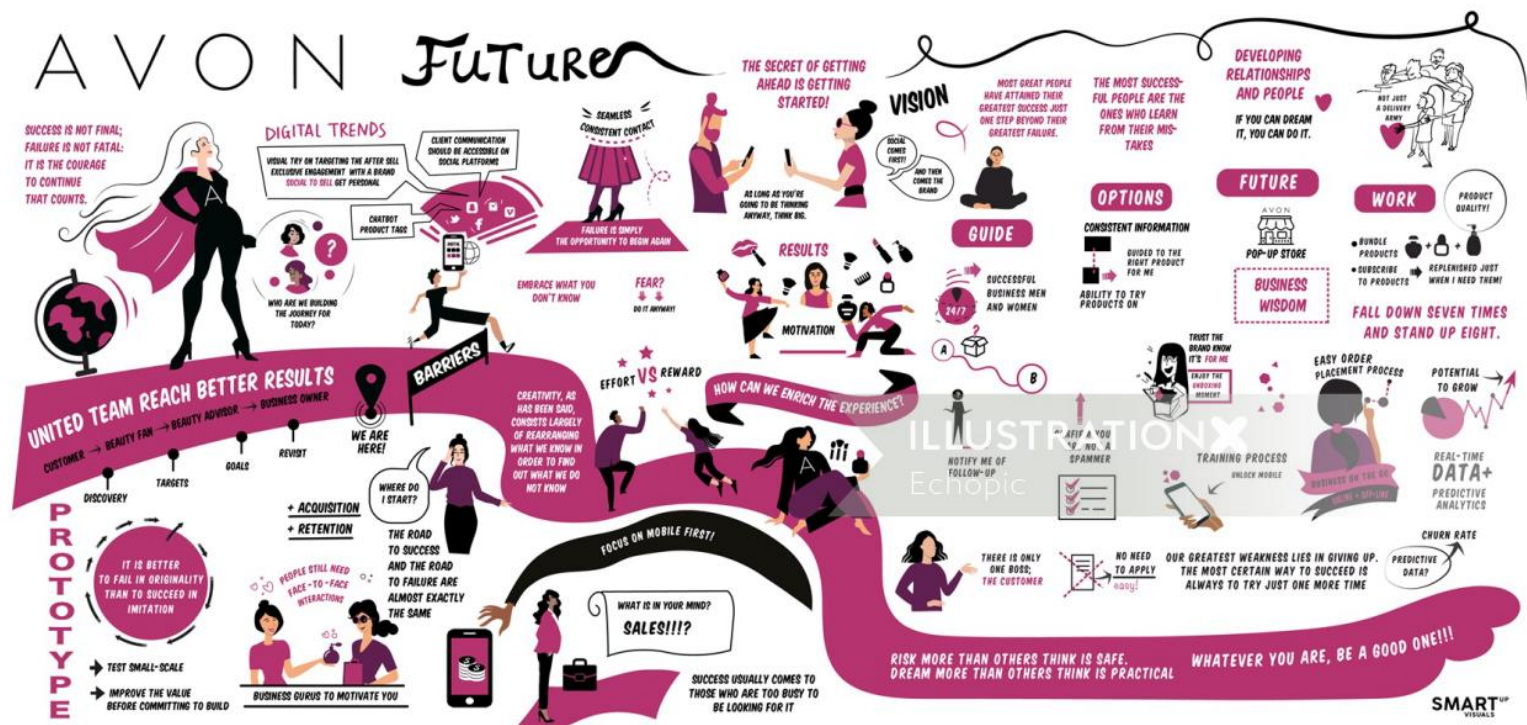 AVON FUTURE
SUCCESS IS NOT FINAL;
FAILURE IS NOT FATAL:
IT IS THE COURAGE
TO CONTINUE
THAT COUNTS.
A
DIGITAL TRENDS
VISUAL TRY ON TARGETING THE AFTER SELL
EXCLUSIVE ENGAGEMENT WITH A BRAND
SOCIAL TO SELL GET PERSONAL
CLIENT COMMUNICATION
SHOULD BE ACCESSIBLE ON
SOCIAL PLATFORMS
CHATBOT
PRODUCT TAGS
?
WHO ARE WE BUILDING
THE JOURNEY FOR
TODAY?
SEAMLESS
CONSISTENT CONTACT
FAILURE IS SIMPLY
THE OPPORTUNITY TO BEGIN AGAIN
EMBRACE WHAT YOU
DON'T KNOW
FEAR?
DO IT ANYWAY!
THE SECRET OF GETTING
AHEAD IS GETTING
STARTED!
AS LONG AS YOU'RE
GOING TO BE THINKING
ANYWAY, THINK BIG.
RESULTS
MOTIVATION
VISION
SOCIAL
COMES
FIRST!
AND THEN
COMES THE
BRAND
MOST GREAT PEOPLE
HAVE ATTAINED THEIR
GREATEST SUCCESS JUST
ONE STEP BEYOND THEIR
GREATEST FAILURE.
THE MOST SUCCESS-
FUL PEOPLE ARE THE
ONES WHO LEARN
FROM THEIR MIS-
TAKES
DEVELOPING
RELATIONSHIPS
AND PEOPLE
IF YOU CAN DREAM
IT, YOU CAN DO IT.
NOT JUST
A DELIVERY
ARMY
GUIDE
SUCCESSFUL
BUSINESS MEN
AND WOMEN
24/7
?
A
B
OPTIONS
CONSISTENT INFORMATION
GUIDED TO THE
RIGHT PRODUCT
FOR ME
ABILITY TO TRY
PRODUCTS ON
FUTURE
AVON
POP-UP STORE
BUSINESS
WISDOM
WORK
PRODUCT
QUALITY!
• BUNDLE
PRODUCTS
+ +
• SUBSCRIBE
TO PRODUCTS
REPLENISHED JUST
WHEN I NEED THEM!
FALL DOWN SEVEN TIMES
AND STAND UP EIGHT.
TRUST THE
BRAND KNOW
IT'S FOR ME
ENJOY THE
UNBOXING
MOMENT
EASY ORDER
PLACEMENT PROCESS
POTENTIAL
TO GROW
BUSINESS ON THE GO
ONLINE + OFF-LINE
REAL-TIME
DATA+
PREDICTIVE
ANALYTICS
UNITED TEAM REACH BETTER RESULTS
CUSTOMER → BEAUTY FAN → BEAUTY ADVISOR → BUSINESS OWNER
DISCOVERY
TARGETS
GOALS
REVISIT
WE ARE
HERE!
BARRIERS
CREATIVITY, AS
HAS BEEN SAID,
CONSISTS LARGELY
OF REARRANGING
WHAT WE KNOW IN
ORDER TO FIND
OUT WHAT WE DO
NOT KNOW
EFFORT VS REWARD
HOW CAN WE ENRICH THE EXPERIENCE?
A
ILLUSTRATIONX
Echopic
NOTIFY ME OF
FOLLOW-UP
SPAMMER
TRAINING PROCESS
UNLOCK MOBILE
PROTOTYPE
IT IS BETTER
TO FAIL IN ORIGINALITY
THAN TO SUCCEED IN
IMITATION
→ TEST SMALL-SCALE
→ IMPROVE THE VALUE
BEFORE COMMITTING TO BUILD
+ ACQUISITION
+ RETENTION
PEOPLE STILL NEED
FACE-TO-FACE
INTERACTIONS
BUSINESS GURUS TO MOTIVATE YOU
WHERE DO
I START?
THE ROAD
TO SUCCESS
AND THE ROAD
TO FAILURE ARE
ALMOST EXACTLY
THE SAME
FOCUS ON MOBILE FIRST!
WHAT IS IN YOUR MIND?
SALES!!!?
SUCCESS USUALLY COMES TO
THOSE WHO ARE TOO BUSY TO
BE LOOKING FOR IT
THERE IS ONLY
ONE BOSS;
THE CUSTOMER
NO NEED
TO APPLY
easy!
OUR GREATEST WEAKNESS LIES IN GIVING UP.
THE MOST CERTAIN WAY TO SUCCEED IS
ALWAYS TO TRY JUST ONE MORE TIME
PREDICTIVE
DATA?
CHURN RATE
RISK MORE THAN OTHERS THINK IS SAFE.
DREAM MORE THAN OTHERS THINK IS PRACTICAL
WHATEVER YOU ARE, BE A GOOD ONE!!!
SMART UP
VISUALS